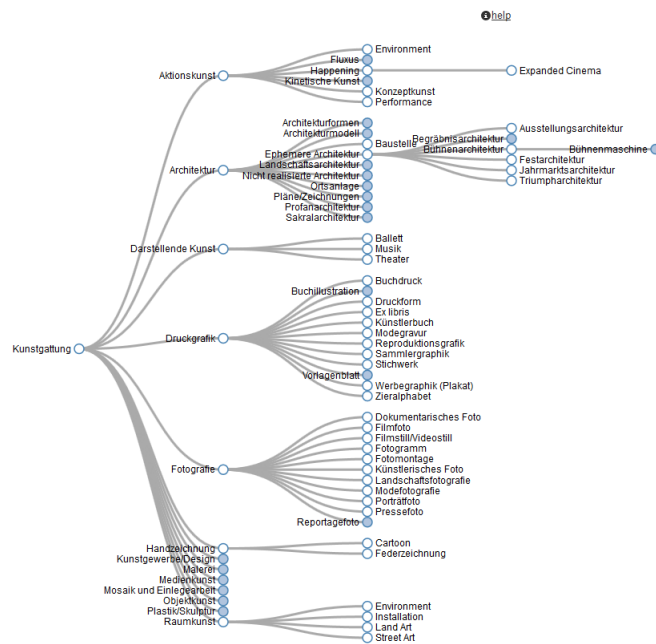 help
Kunstgattung
Aktionskunst
Environment
Fluxus
Happening
Expanded Cinema
Kinetische Kunst
Konzeptkunst
Performance
Architektur
Architekturformen
Architekturmodell
Baustelle
Ephemere Architektur
Ausstellungsarchitektur
Begräbnisarchitektur
Bühnenarchitektur
Bühnenmaschine
Festarchitektur
Jahrmarktsarchitektur
Triumpharchitektur
Landschaftsarchitektur
Nicht realisierte Architektur
Ortsanlage
Pläne/Zeichnungen
Profanarchitektur
Sakralarchitektur
Darstellende Kunst
Ballett
Musik
Theater
Druckgrafik
Buchdruck
Buchillustration
Druckform
Ex libris
Künstlerbuch
Modegravur
Reproduktionsgrafik
Sammlergraphik
Stichwerk
Vorlagenblatt
Werbegraphik (Plakat)
Zieralphabet
Fotografie
Dokumentarisches Foto
Filmfoto
Filmstill/Videostill
Fotogramm
Fotomontage
Künstlerisches Foto
Landschaftsfotografie
Modefotografie
Porträtfoto
Pressefoto
Reportagefoto
Handzeichnung
Cartoon
Federzeichnung
Kunstgewerbe/Design
Malerei
Medienkunst
Mosaik und Einlegearbeit
Objektkunst
Plastik/Skulptur
Raumkunst
Environment
Installation
Land Art
Street Art